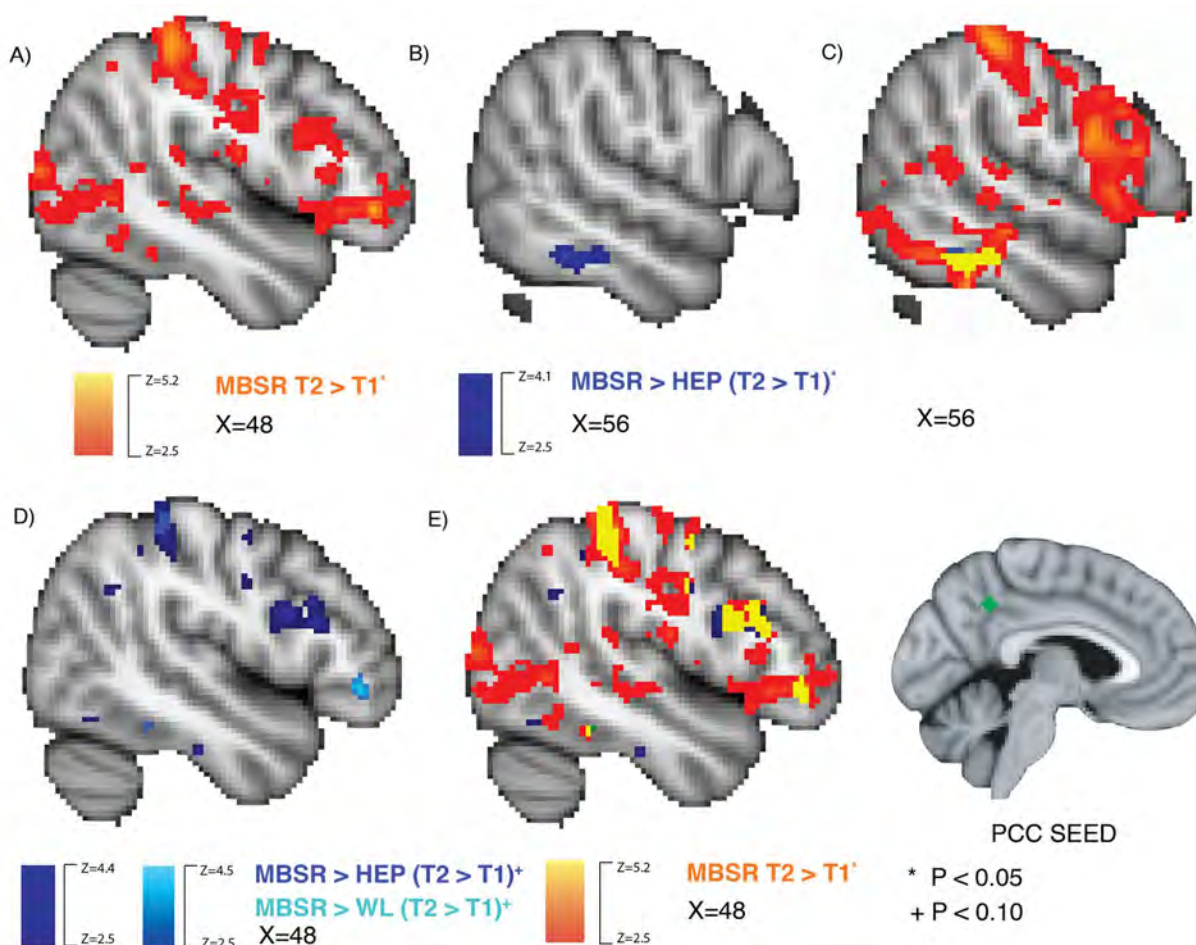 A)
B)
C)
Z=5.2
Z=2.5
MBSR T2 > T1*
X=48
Z=4.1
Z=2.5
MBSR > HEP (T2 > T1)*
X=56
X=56
D)
E)
PCC SEED
Z=4.4
Z=2.5
Z=4.5
Z=2.5
MBSR > HEP (T2 > T1)+
MBSR > WL (T2 > T1)+
X=48
Z=5.2
Z=2.5
MBSR T2 > T1*
X=48
* P < 0.05
+ P < 0.10